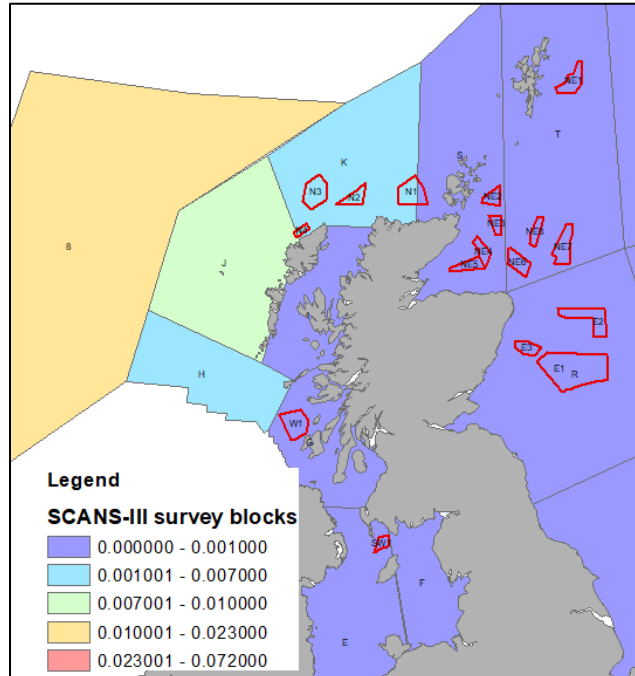 NE1
T
K
S
N3
N2
N1
NE2
NE3
8
J
NE4
NE5
NE6
NE7
I
E2
E3
E1
R
H
W1
G
SW1
F
E
Legend
SCANS-III survey blocks
0.000000 - 0.001000
0.001001 - 0.007000
0.007001 - 0.010000
0.010001 - 0.023000
0.023001 - 0.072000